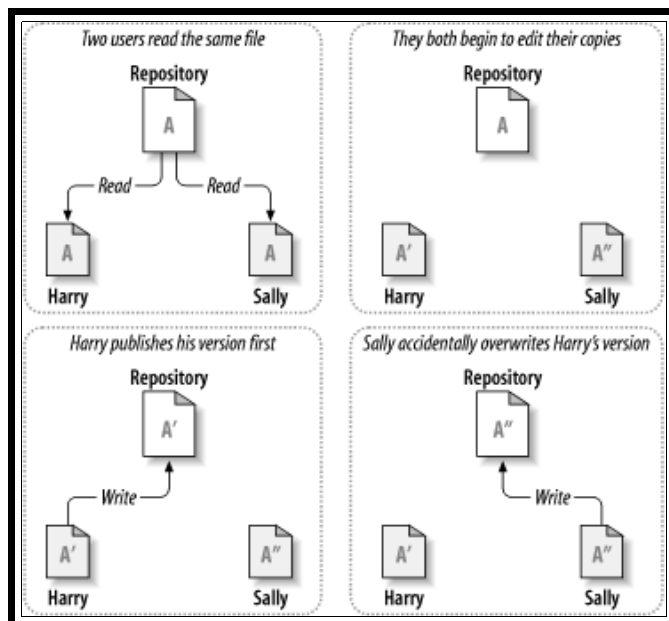 Two users read the same file
Repository
A
Read
Read
A
A
Harry
Sally
They both begin to edit their copies
Repository
A
A′
A″
Harry
Sally
Harry publishes his version first
Repository
A′
Write
A′
A″
Harry
Sally
Sally accidentally overwrites Harry’s version
Repository
A″
Write
A′
A″
Harry
Sally